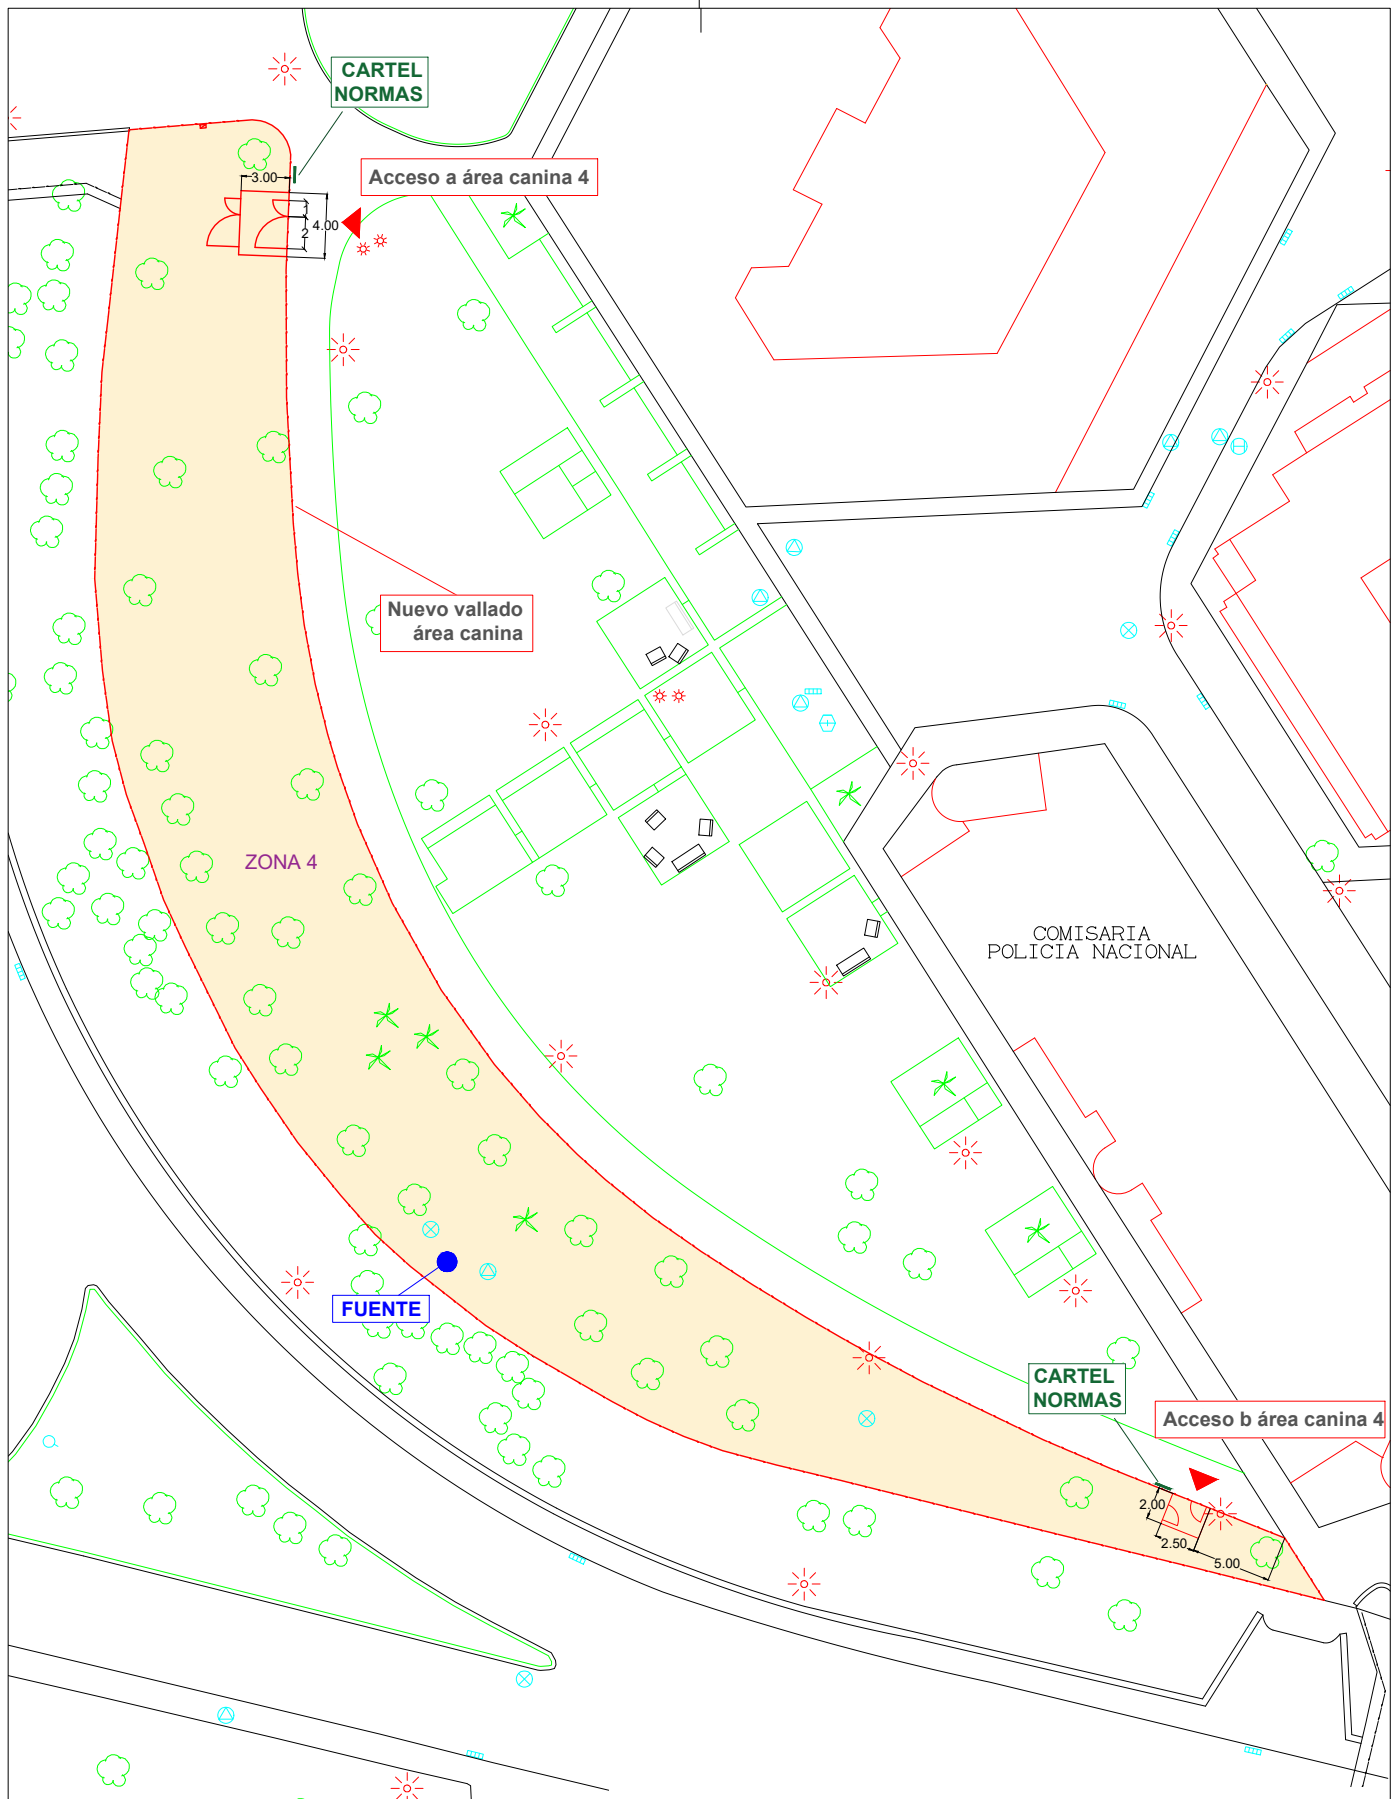 CARTEL
NORMAS
Acceso a área canina 4
3.00
1
4.00
2
Nuevo vallado
área canina
ZONA 4
COMISARIA
POLICIA NACIONAL
FUENTE
CARTEL
NORMAS
Acceso b área canina 4
2.00
2.50
5.00